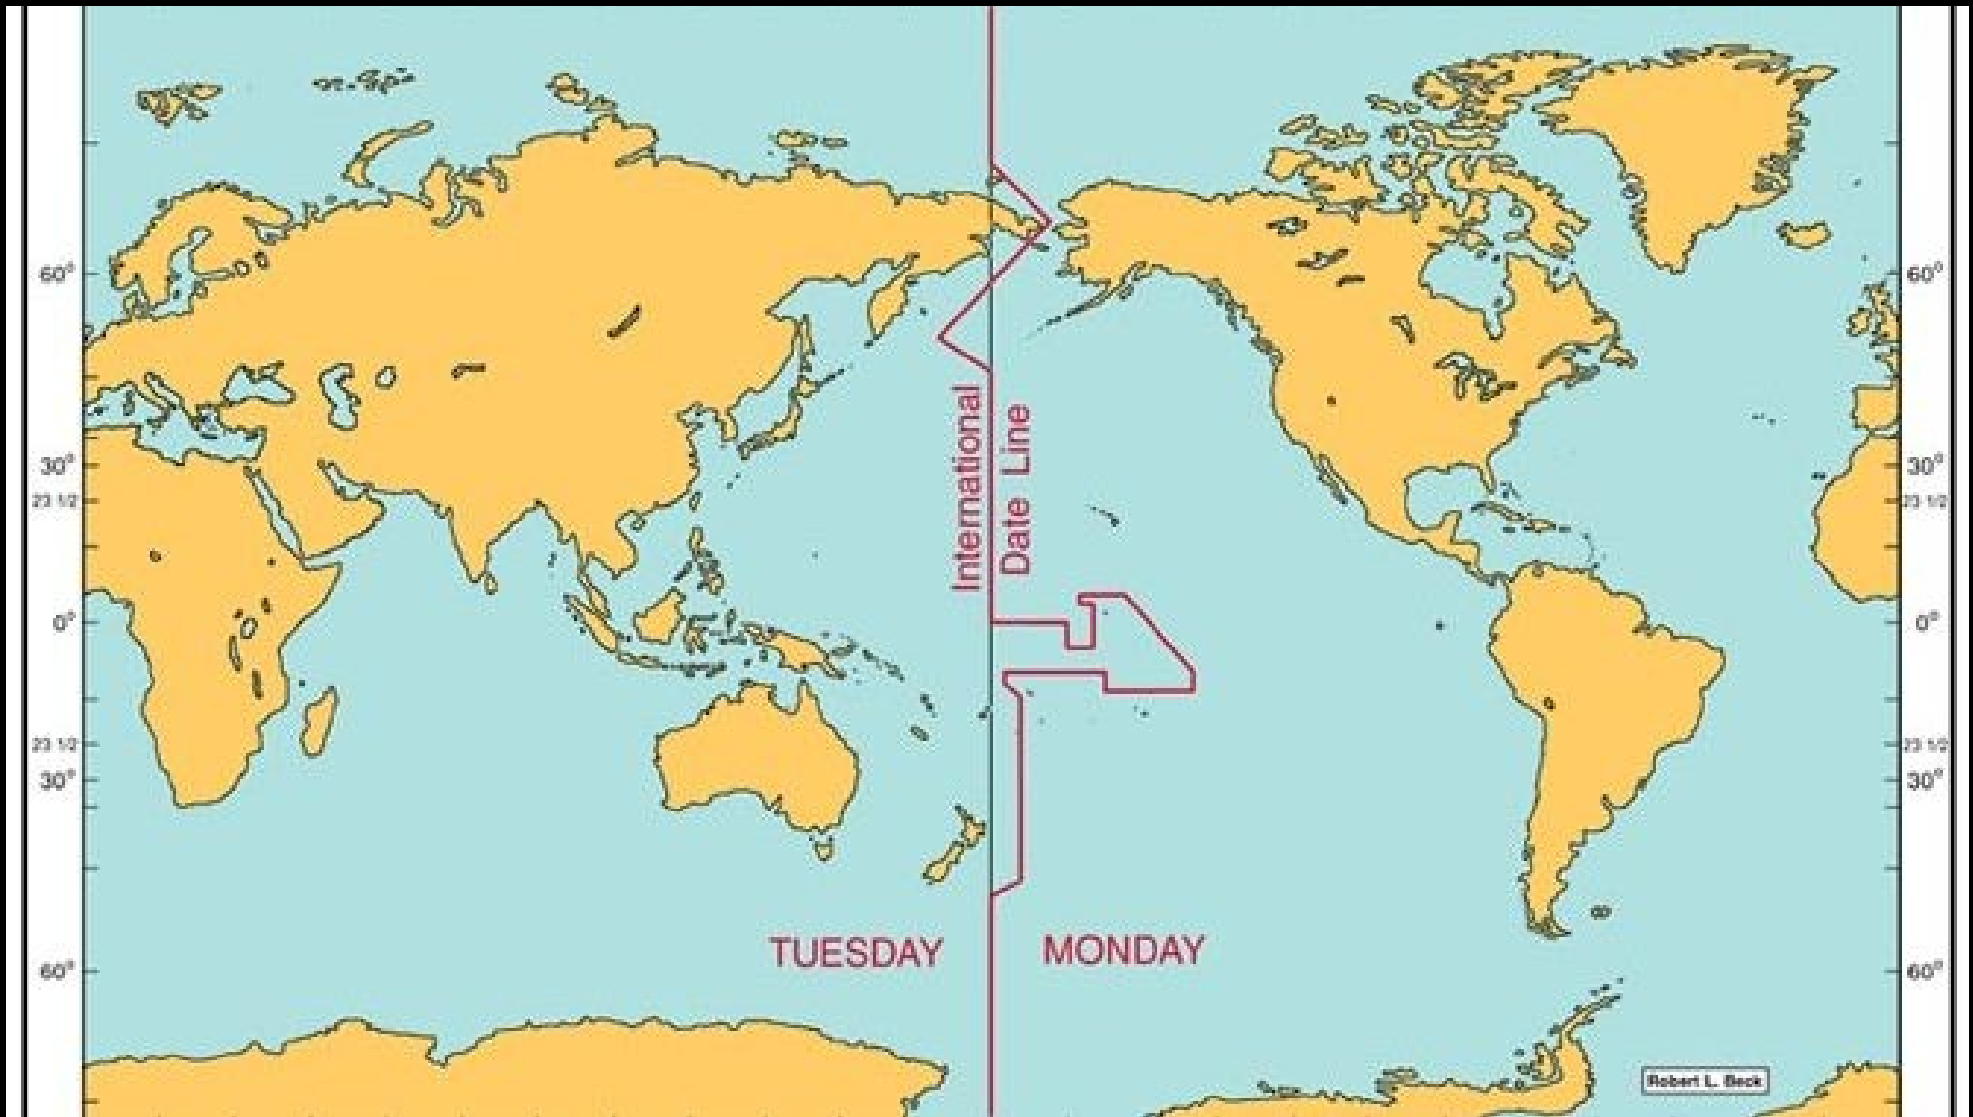 60°
60°
International
Date Line
30°
30°
23 1/2
23 1/2
0°
0°
23 1/2
23 1/2
30°
30°
TUESDAY
MONDAY
60°
60°
Robert L. Beck